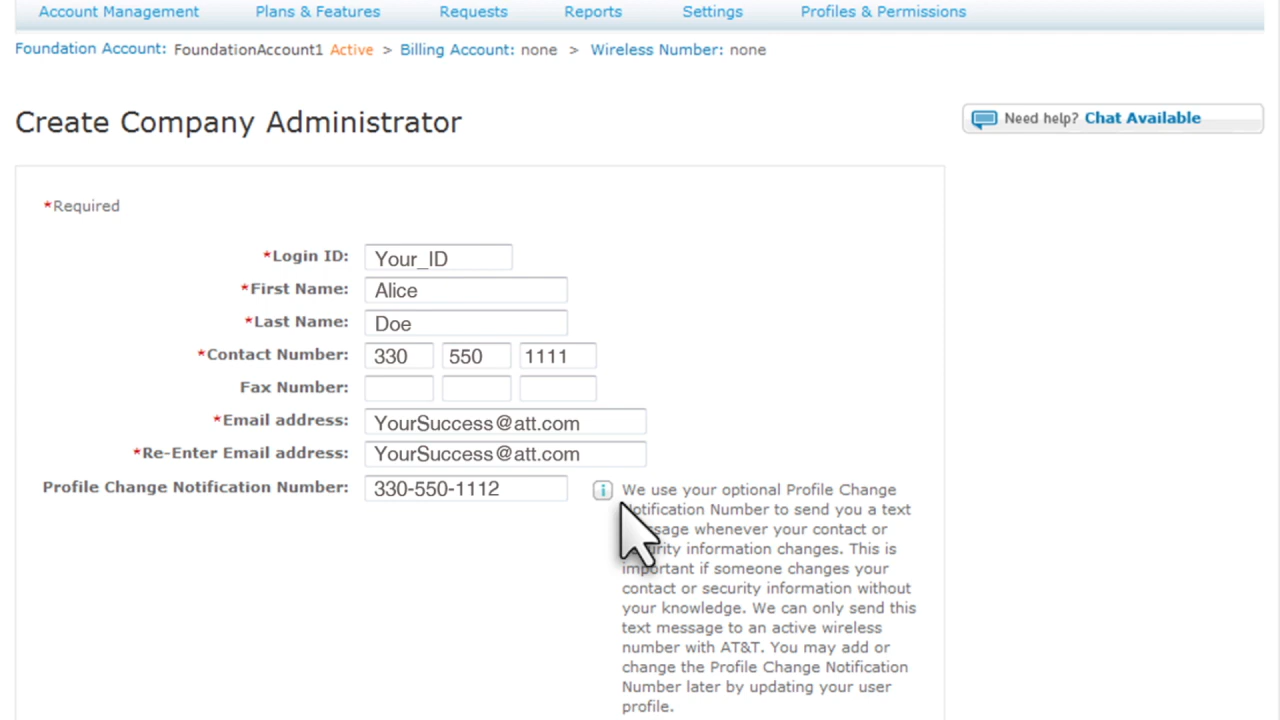 Account Management Plans & Features Requests Reports Settings Profiles & Permissions
Foundation Account: FoundationAccount1 Active > Billing Account: none > Wireless Number: none
Create Company Administrator
Need help? Chat Available
*Required
*Login ID: Your_ID
*First Name: Alice
*Last Name: Doe
*Contact Number: 330 550 1111
Fax Number:
*Email address: YourSuccess@att.com
*Re-Enter Email address: YourSuccess@att.com
Profile Change Notification Number: 330-550-1112
We use your optional Profile Change
Notification Number to send you a text
message whenever your contact or
security information changes. This is
important if someone changes your
contact or security information without
your knowledge. We can only send this
text message to an active wireless
number with AT&T. You may add or
change the Profile Change Notification
Number later by updating your user
profile.